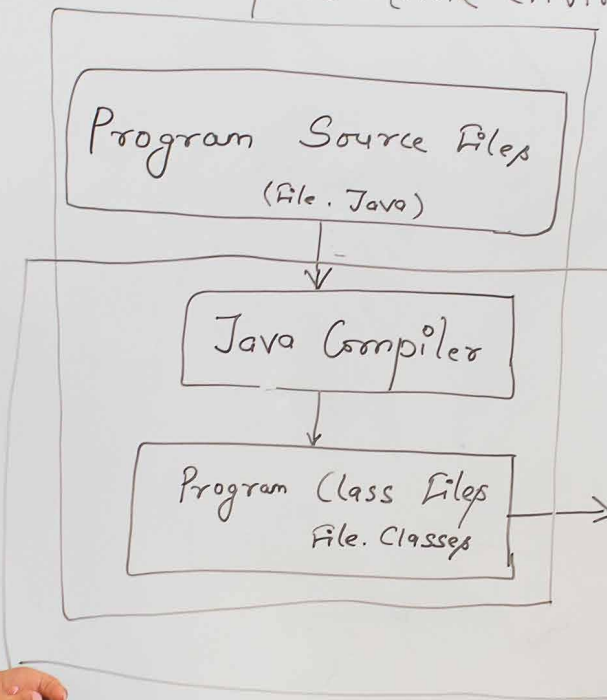 Program Source Files
(File. Java)
Java Compiler
Program Class Files
File. Classes